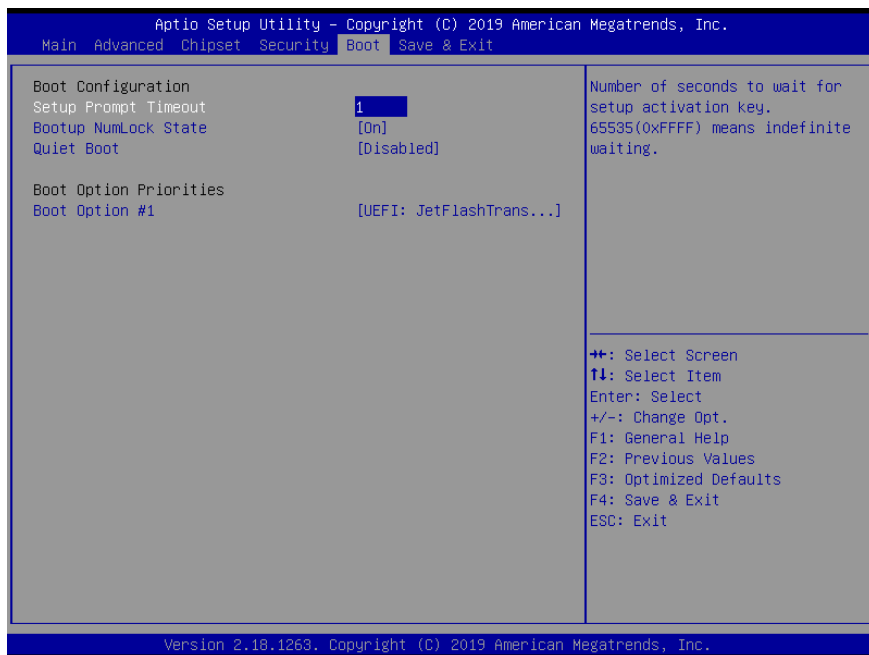 Aptio Setup Utility – Copyright (C) 2019 American Megatrends, Inc.
Main Advanced Chipset Security Boot Save & Exit
Boot Configuration
Setup Prompt Timeout 1
Bootup NumLock State [On]
Quiet Boot [Disabled]
Boot Option Priorities
Boot Option #1 [UEFI: JetFlashTrans...]
Number of seconds to wait for
setup activation key.
65535(0xFFFF) means indefinite
waiting.
→←: Select Screen
↑↓: Select Item
Enter: Select
+/-: Change Opt.
F1: General Help
F2: Previous Values
F3: Optimized Defaults
F4: Save & Exit
ESC: Exit
Version 2.18.1263. Copyright (C) 2019 American Megatrends, Inc.